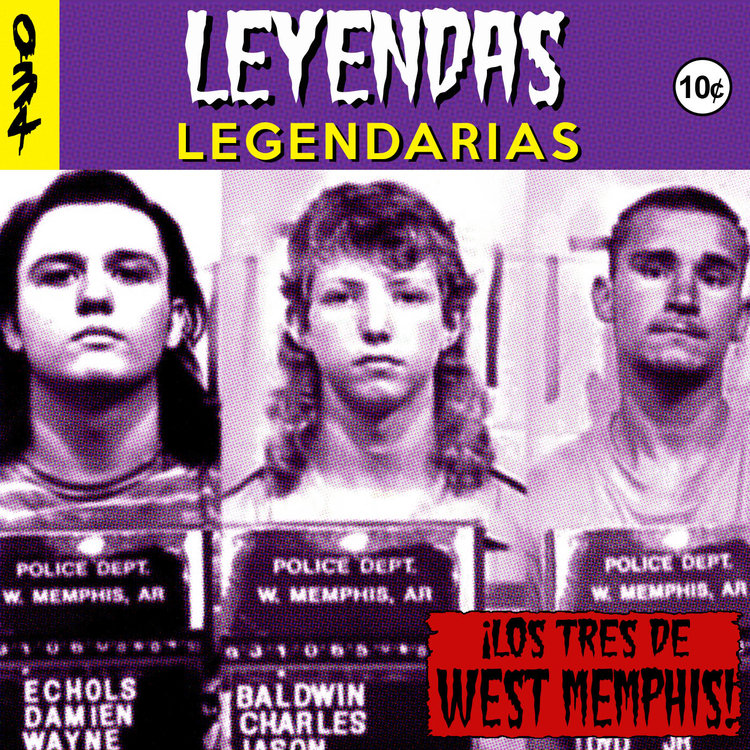 LEYENDAS
LEGENDARIAS
10¢
POLICE DEPT.
W. MEMPHIS, AR
ECHOLS
DAMIEN
WAYNE
POLICE DEPT.
W. MEMPHIS, AR
BALDWIN
CHARLES
JASON
POLICE DEPT.
W. MEMPHIS, AR
¡LOS TRES DE
WEST MEMPHIS!